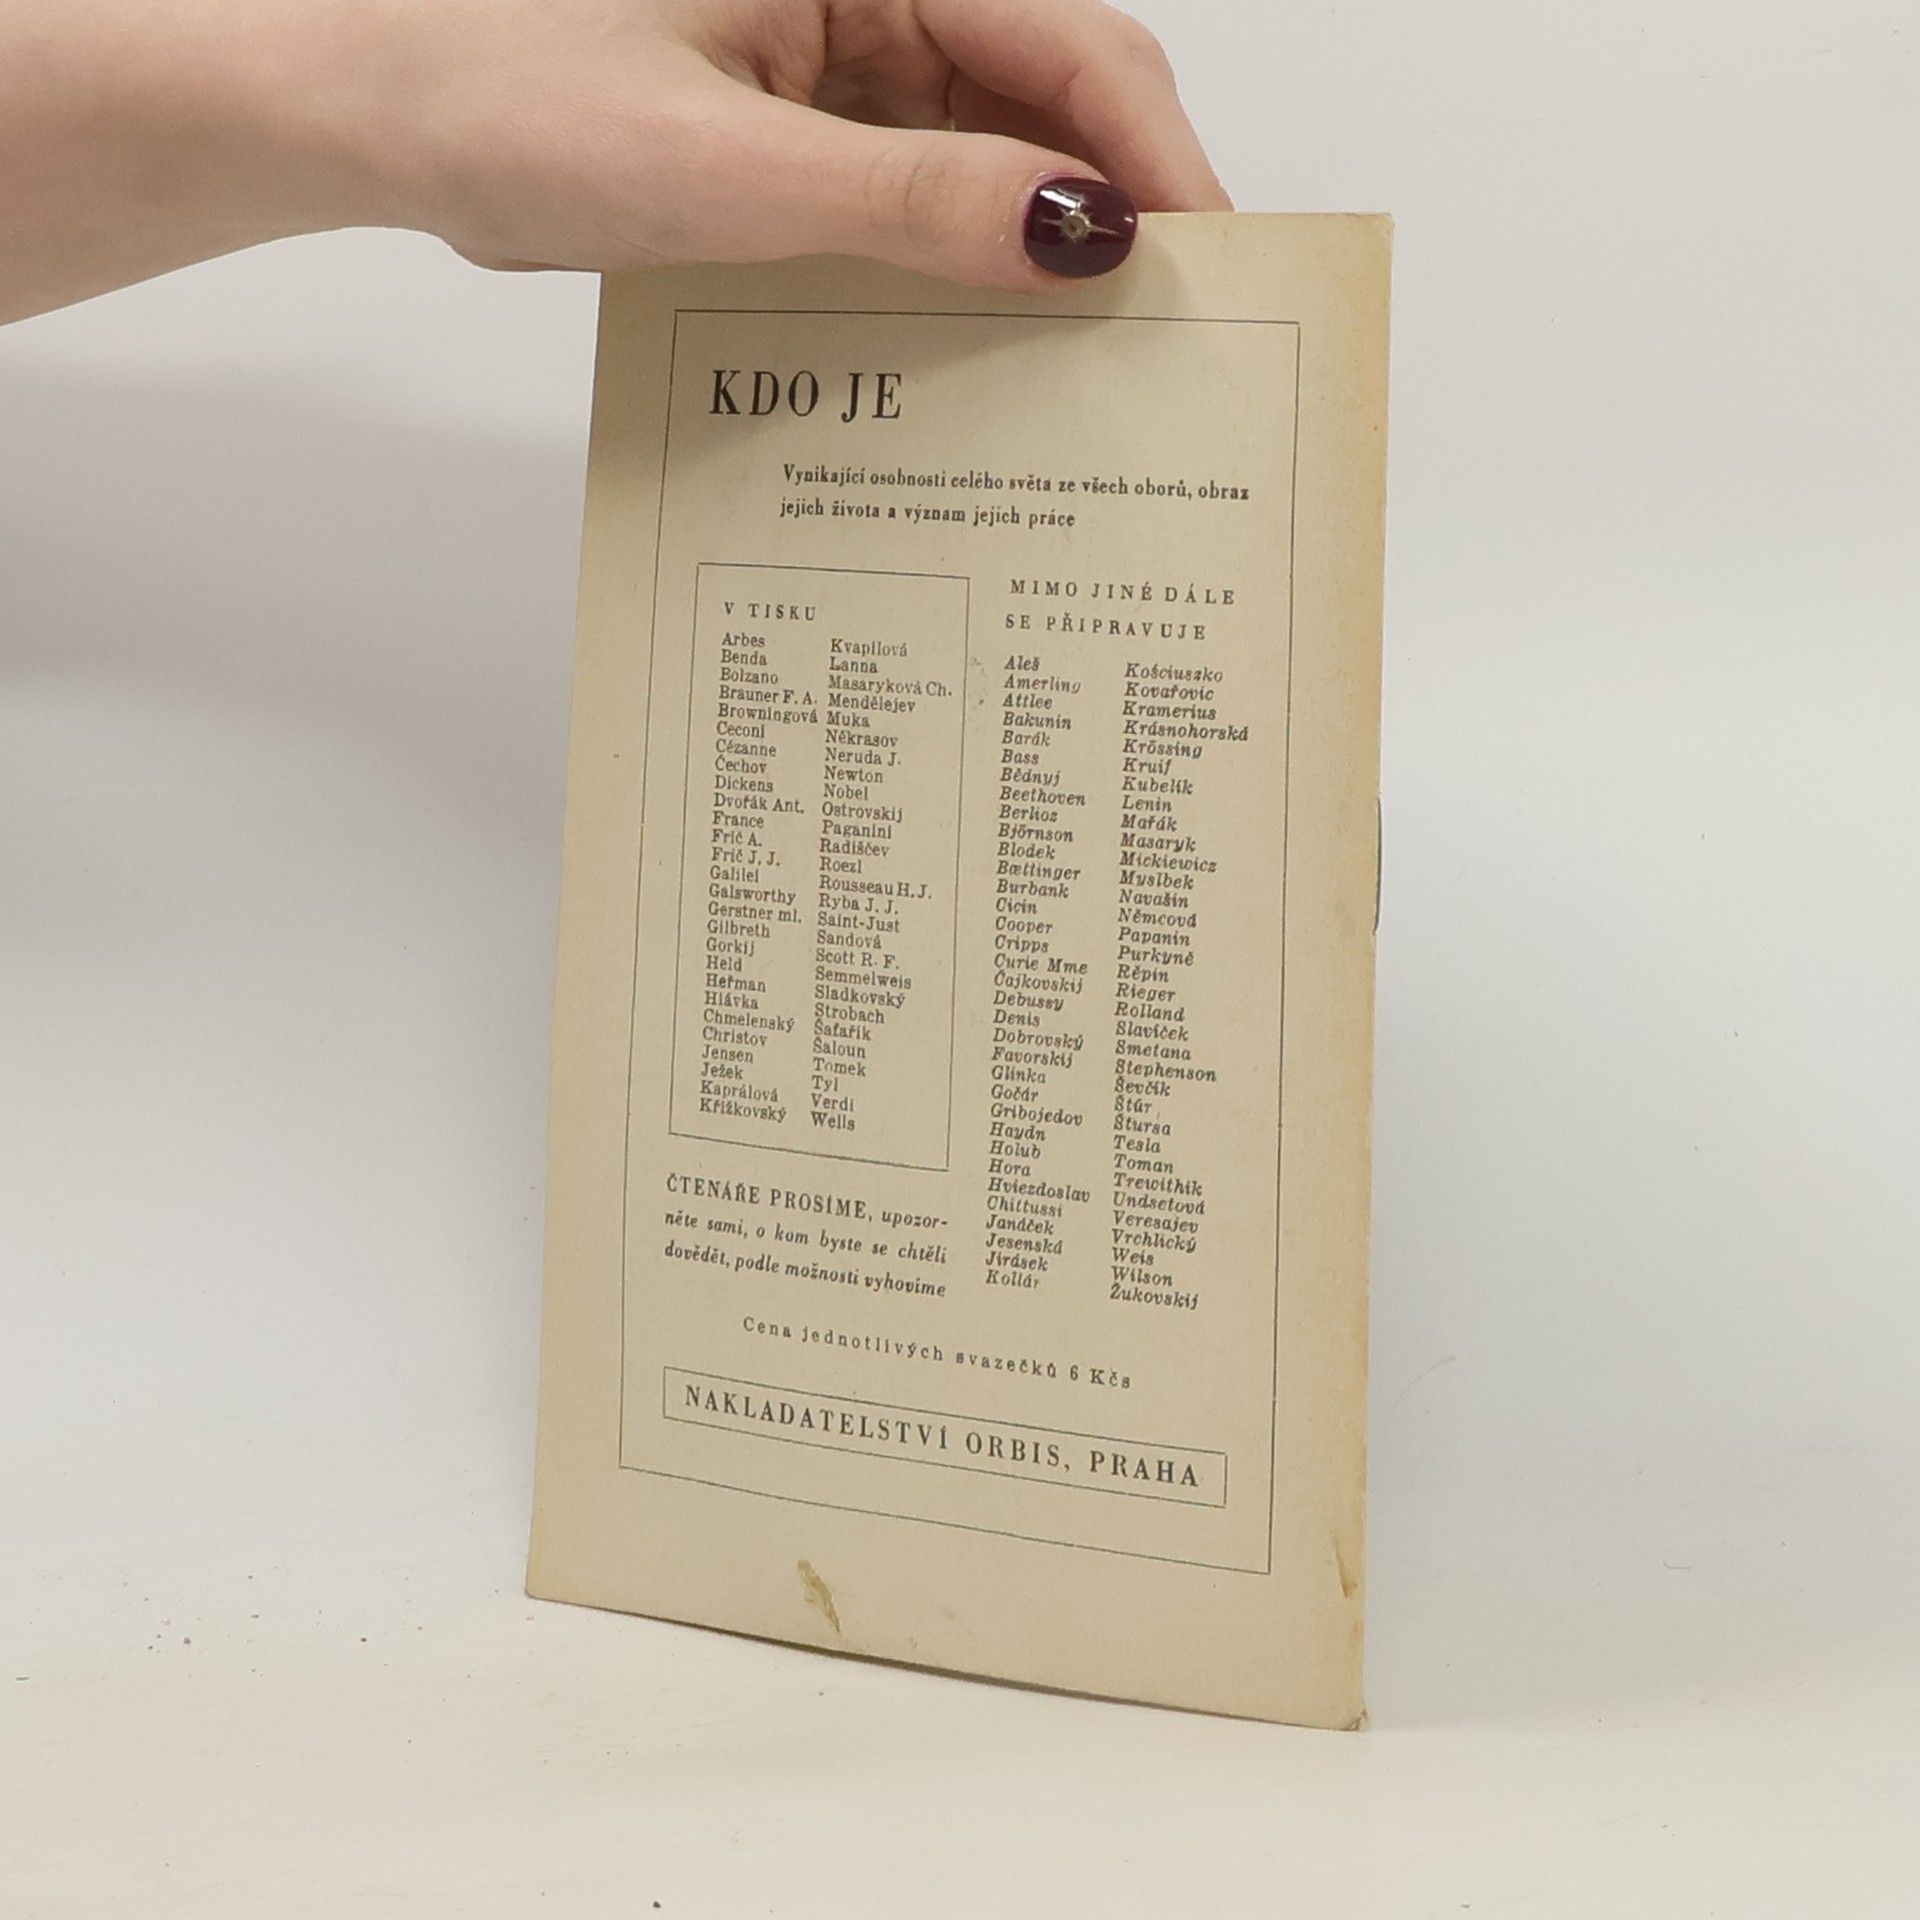 KDO JE
Vynikající osobnosti celého světa ze všech oborů, obraz
jejich života a význam jejich práce
V TISKU
Arbes
Benda
Bolzano
Brauner F. A.
Browningová
Ceconi
Cézanne
Čechov
Dickens
Dvořák Ant.
France
Frič A.
Frič J. J.
Galilei
Galsworthy
Gerstner ml.
Gilbreth
Gorkij
Held
Heřman
Hlávka
Chmelenský
Christov
Jensen
Ježek
Kaprálová
Křížkovský
Kvapilová
Lanna
Masaryková Ch.
Mendělejev
Muka
Někrasov
Neruda J.
Newton
Nobel
Ostrovskij
Paganini
Radiščev
Roezl
Rousseau H. J.
Ryba J. J.
Saint-Just
Sandová
Scott R. F.
Semmelweis
Sladkovský
Strobach
Šafařík
Šaloun
Tomek
Tyl
Verdi
Wells
MIMO JINÉ DÁLE
SE PŘIPRAVUJE
Aleš
Amerling
Attlee
Bakunin
Barák
Bass
Bědnyj
Beethoven
Berlioz
Björnson
Blodek
Bœttinger
Burbank
Cicin
Cooper
Cripps
Curie Mme
Čajkovskij
Debussy
Denis
Dobrovský
Favorskij
Glinka
Gočár
Gribojedov
Haydn
Holub
Hora
Hviezdoslav
Chittussi
Janáček
Jesenská
Jirásek
Kollár
Kościuszko
Kovařovic
Kramerius
Krásnohorská
Krössing
Kruif
Kubelík
Lenin
Mařák
Masaryk
Mickiewicz
Myslbek
Navašin
Němcová
Papanin
Purkyně
Rěpin
Rieger
Rolland
Slavíček
Smetana
Stephenson
Ševčík
Štúr
Štursa
Tesla
Toman
Trewithik
Undsetová
Veresajev
Vrchlický
Weis
Wilson
Žukovskij
ČTENÁŘE PROSÍME, upozor-
něte sami, o kom byste se chtěli
dovědět, podle možnosti vyhovíme
Cena jednotlivých svazečků 6 Kčs
NAKLADATELSTVÍ ORBIS, PRAHA